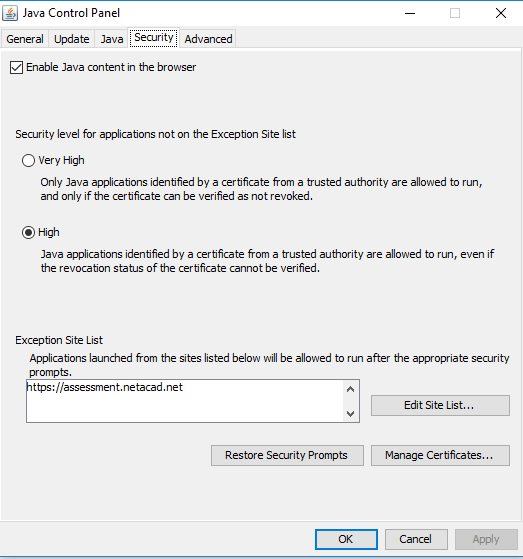 Java Control Panel
General Update Java Security Advanced
Enable Java content in the browser
Security level for applications not on the Exception Site list
Very High
Only Java applications identified by a certificate from a trusted authority are allowed to run,
and only if the certificate can be verified as not revoked.
High
Java applications identified by a certificate from a trusted authority are allowed to run, even if
the revocation status of the certificate cannot be verified.
Exception Site List
Applications launched from the sites listed below will be allowed to run after the appropriate security
prompts.
https://assessment.netacad.net
Edit Site List...
Restore Security Prompts Manage Certificates...
OK Cancel Apply